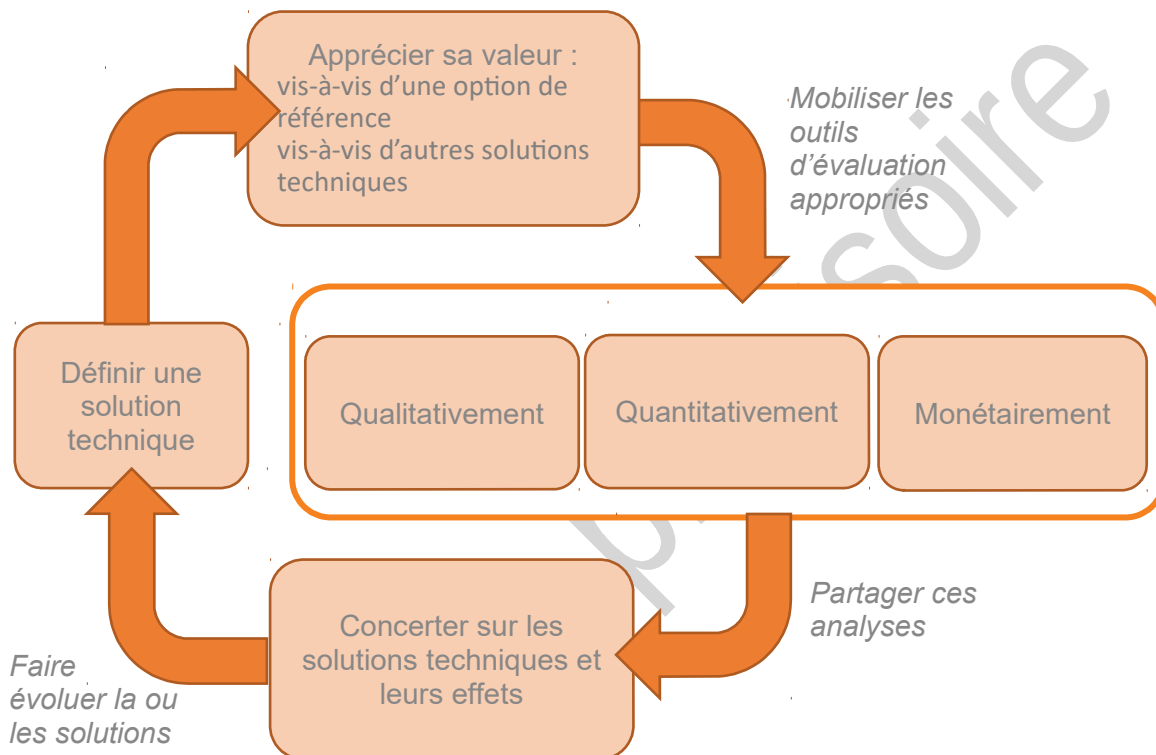 Apprécier sa valeur :
vis-à-vis d'une option de
référence
vis-à-vis d'autres solutions
techniques
Mobiliser les
outils
d'évaluation
appropriés
Définir une
solution
technique
Qualitativement
Quantitativement
Monétairement
Partager ces
analyses
Concerter sur les
solutions techniques et
leurs effets
Faire
évoluer la ou
les solutions